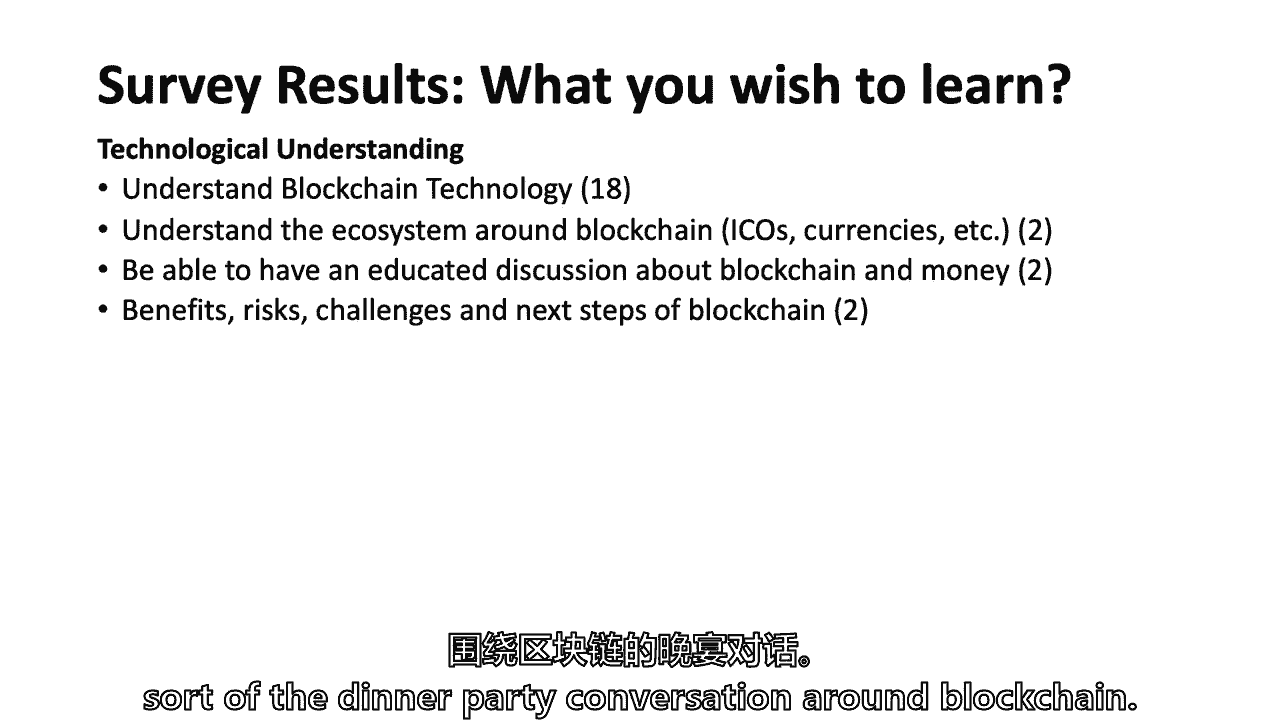 Survey Results: What you wish to learn?
Technological Understanding
• Understand Blockchain Technology (18)
• Understand the ecosystem around blockchain (ICOs, currencies, etc.) (2)
• Be able to have an educated discussion about blockchain and money (2)
• Benefits, risks, challenges and next steps of blockchain (2)
围绕区块链的晚宴对话。
sort of the dinner party conversation around blockchain.